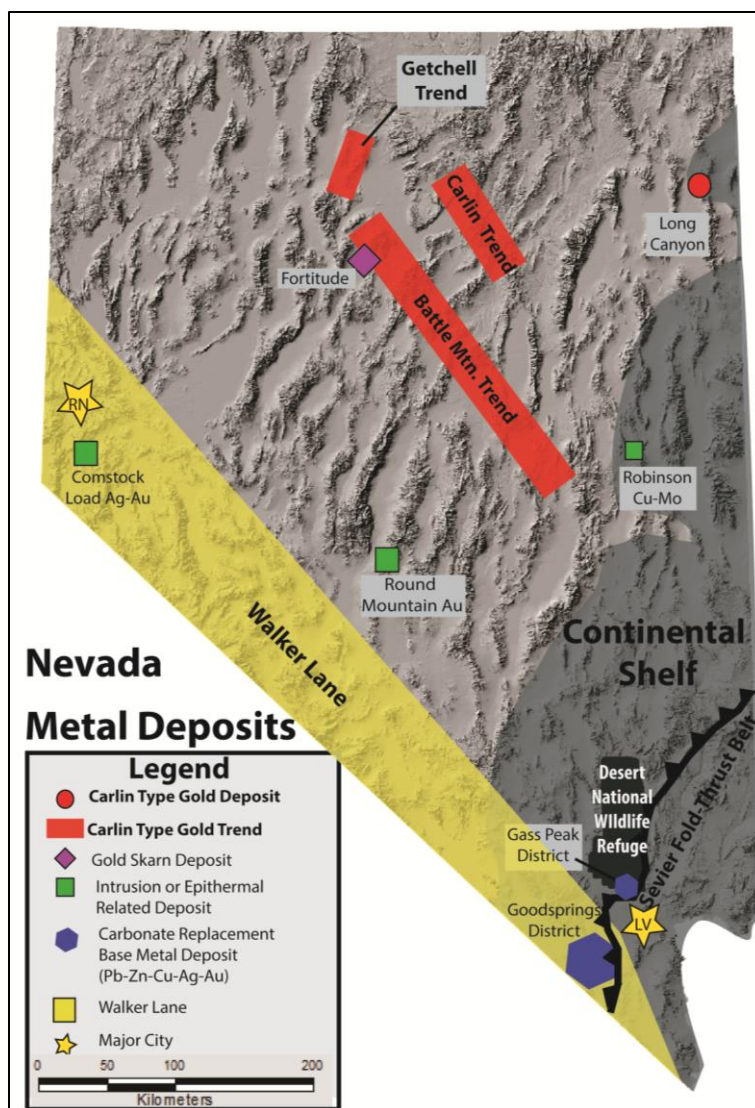 Getchell
Trend
Carlin Trend
Long
Canyon
Fortitude
Battle Mtn. Trend
RN
Comstock
Load Ag-Au
Robinson
Cu-Mo
Round
Mountain Au
Walker Lane
Continental
Shelf
Nevada
Metal Deposits
Desert
National
WIldlife
Refuge
Gass Peak
District
Sevier Fold-Thrust Belt
Goodsprings
District
LV
Legend
Carlin Type Gold Deposit
Carlin Type Gold Trend
Gold Skarn Deposit
Intrusion or Epithermal
Related Deposit
Carbonate Replacement
Base Metal Deposit
(Pb-Zn-Cu-Ag-Au)
Walker Lane
Major City
0 50 100 200
Kilometers